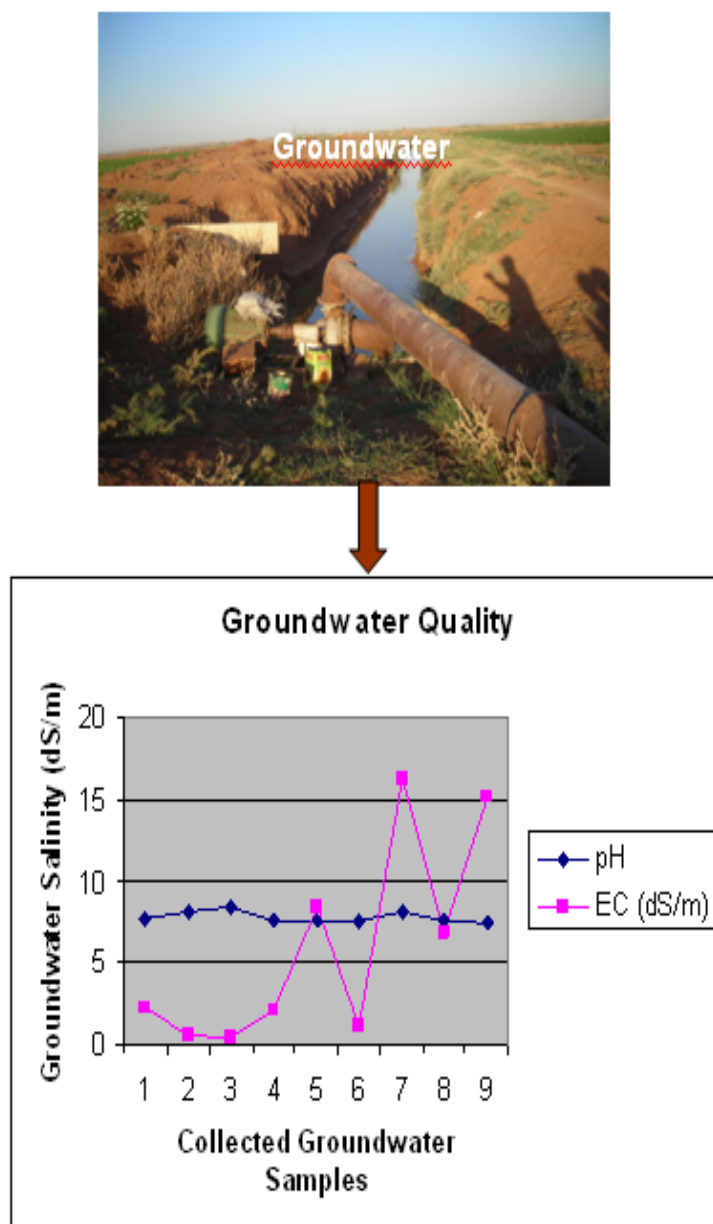 Groundwater
Groundwater Quality
Groundwater Salinity (dS/m)
20
15
10
5
0
1 2 3 4 5 6 7 8 9
Collected Groundwater
Samples
pH
EC (dS/m)